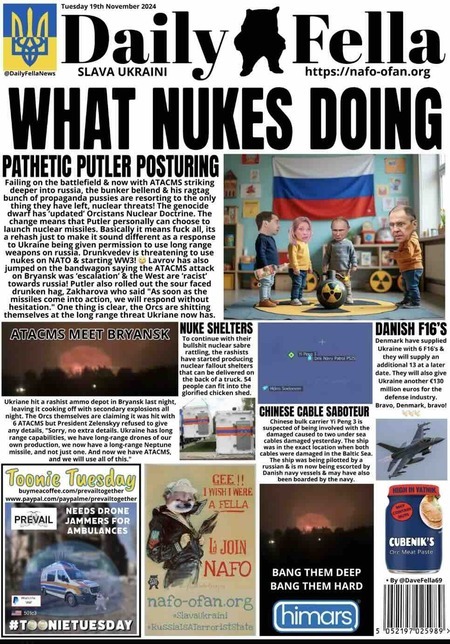 Tuesday 19th November 2024
Daily Fella
@DailyFellaNews
SLAVA UKRAINI
https://nafo-ofan.org
WHAT NUKES DOING
PATHETIC PUTLER POSTURING
Failing on the battlefield & now with ATACMS striking
deeper into russia, the bunker bellend & his ragtag
bunch of propaganda pussies are resorting to the only
thing they have left, nuclear threats! The genocide
dwarf has 'updated' Orcistans Nuclear Doctrine. The
change means that Putler personally can choose to
launch nuclear missiles. Basically it means fuck all, its
a rehash just to make it sound different as a response
to Ukraine being given permission to use long range
weapons on russia. Drunkvedev is threatening to use
nukes on NATO & starting WW3! 😂 Lavrov has also
jumped on the bandwagon saying the ATACMS attack
on Bryansk was 'escalation' & the West are 'racist'
towards russia! Putler also rolled out the sour faced
drunken hag, Zakharova who said "As soon as the
missiles come into action, we will respond without
hesitation." One thing is clear, the Orcs are shitting
themselves at the long range threat Ukriane now has.
ATACMS MEET BRYANSK
Ukriane hit a rashist ammo depot in Bryansk last night,
leaving it cooking off with secondary explosions all
night. The Orcs themselves are claiming it was hit with
6 ATACMS but President Zelenskyy refused to give
any details. "Sorry, no extra details. Ukraine has long
range capabilities, we have long-range drones of our
own production, we now have a long-range Neptune
missile, and not just one. And now we have ATACMS,
and we will use all of this."
NUKE SHELTERS
To continue with their
bullshit nuclear sabre
rattling, the rashists
have started producing
nuclear fallout shelters
that can be delivered on
the back of a truck. 54
people can fit into the
glorified chicken shed.
Yi Peng 3
CHINESE CABLE SABOTEUR
Chinese bulk carrier Yi Peng 3 is
suspected of being involved with the
damaged caused to two under sea
cables damaged yesterday. The ship
was in the exact location when both
cables were damaged in the Baltic Sea.
The ship was being pilotted by a
russian & is m now being escorted by
Danish navy vessels & may have also
been boarded by the navy.
DANISH F16'S
Denmark have supplied
Ukraine with 6 F16's &
they will supply an
additional 13 at a later
date. They will also give
Ukraine another €130
million euros for the
defense industry.
Bravo, Denmark, bravo!
Toonie Tuesday
buymeacoffee.com/prevailtogether
www.paypal.com/paypalme/prevailtogether
PREVAIL
NEEDS DRONE
JAMMERS FOR
AMBULANCES
#TOONIETUESDAY
GEE !!
I WISH I WERE
A FELLA
I'd JOIN
NAFO
nafo-ofan.org
#SlavaUkraini
#RussiaIsATerroristState
BANG THEM DEEP
BANG THEM HARD
himars
HIGH IN VATNIK
CUBENIK'S
Orc Meat Paste
• By @DaveFella69
5 052197 025989 >